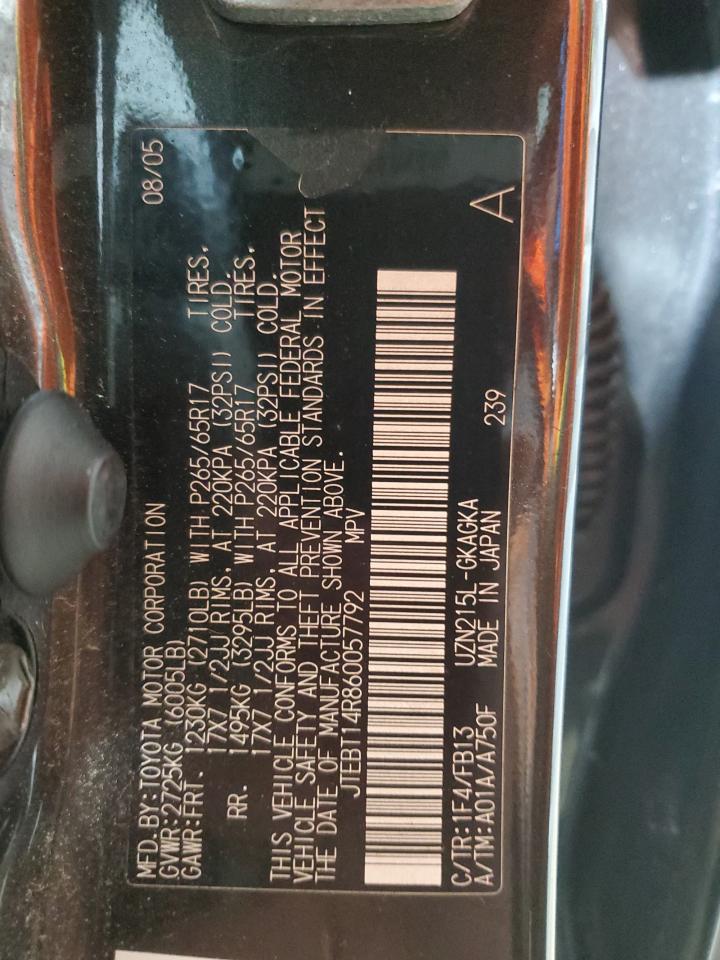 MFD.BY:TOYOTA MOTOR CORPORATION 08/05
GVWR:2725KG (6005LB)
GAWR:FRT. 1230KG (2710LB) WITH P265/65R17 TIRES.
17X7 1/2JJ RIMS, AT 220KPA (32PSI) COLD.
RR. 1495KG (3295LB) WITH P265/65R17 TIRES.
17X7 1/2JJ RIMS, AT 220KPA (32PSI) COLD.
THIS VEHICLE CONFORMS TO ALL APPLICABLE FEDERAL MOTOR
VEHICLE SAFETY AND THEFT PREVENTION STANDARDS IN EFFECT
THE DATE OF MANUFACTURE SHOWN ABOVE.
JTEBT14R860057792 MPV
C/TR:1F4/FB13 UZN215L-GKAGKA
A/TM:A01A/A750F MADE IN JAPAN 239 A